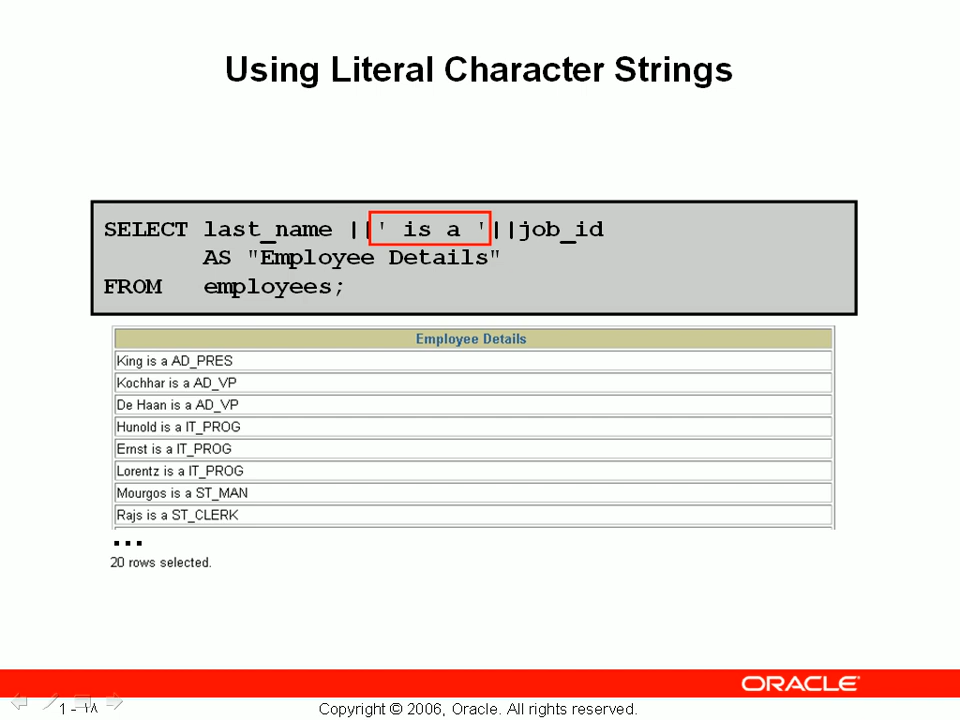 Using Literal Character Strings
SELECT last_name ||' is a '||job_id
AS "Employee Details"
FROM employees;
Employee Details
King is a AD_PRES
Kochhar is a AD_VP
De Haan is a AD_VP
Hunold is a IT_PROG
Ernst is a IT_PROG
Lorentz is a IT_PROG
Mourgos is a ST_MAN
Rajs is a ST_CLERK
...
20 rows selected.
ORACLE
1 - ١٨
Copyright © 2006, Oracle. All rights reserved.